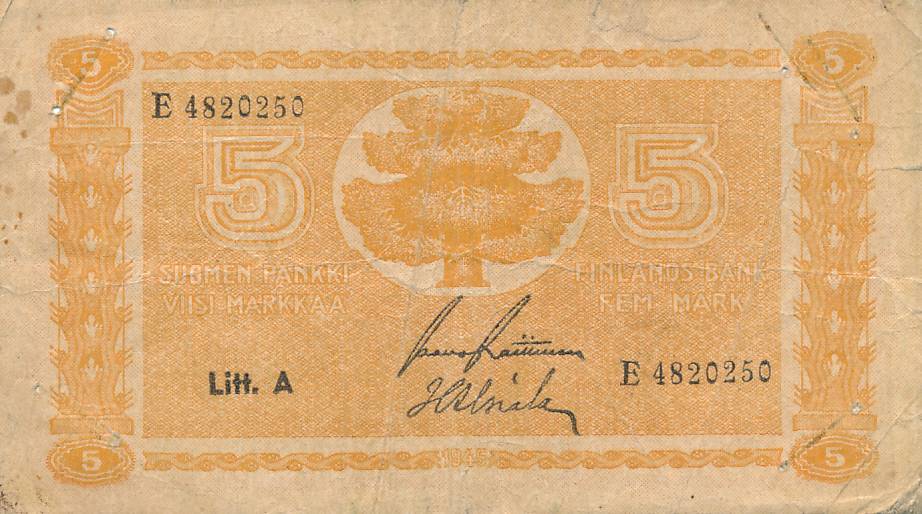 5 5
E 4820250
5 5
SUOMEN PANKKI FINLANDS BANK
VIISI MARKKAA FEM MARK
Litt. A
E 4820250
5 1945 5